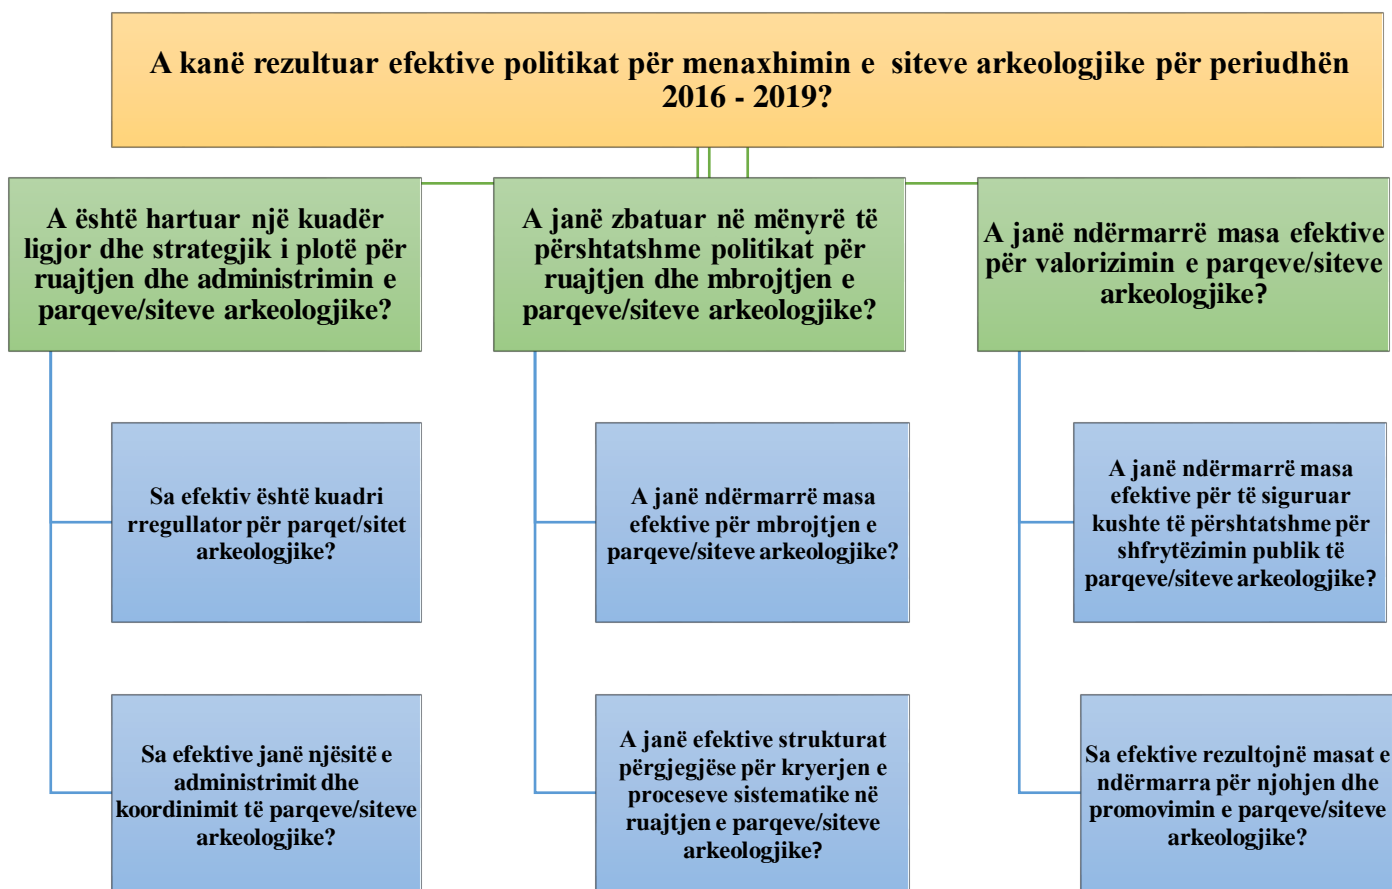 A kanë rezultuar efektive politikat për menaxhimin e siteve arkeologjike për periudhën
2016 - 2019?
A është hartuar një kuadër
ligjor dhe strategjik i plotë për
ruajtjen dhe administrimin e
parqeve/siteve arkeologjike?
A janë zbatuar në mënyrë të
përshtatshme politikat për
ruajtjen dhe mbrojtjen e
parqeve/siteve arkeologjike?
A janë ndërmarrë masa efektive
për valorizimin e parqeve/siteve
arkeologjike?
Sa efektiv është kuadri
rregullator për parqet/sitet
arkeologjike?
A janë ndërmarrë masa
efektive për mbrojtjen e
parqeve/siteve arkeologjike?
A janë ndërmarrë masa
efektive për të siguruar
kushte të përshtatshme për
shfrytëzimin publik të
parqeve/siteve arkeologjike?
Sa efektive janë njësitë e
administrimit dhe
koordinimit të parqeve/siteve
arkeologjike?
A janë efektive strukturat
përgjegjëse për kryerjen e
proceseve sistematike në
ruajtjen e parqeve/siteve
arkeologjike?
Sa efektive rezultojnë masat e
ndërmarra për njohjen dhe
promovimin e parqeve/siteve
arkeologjike?